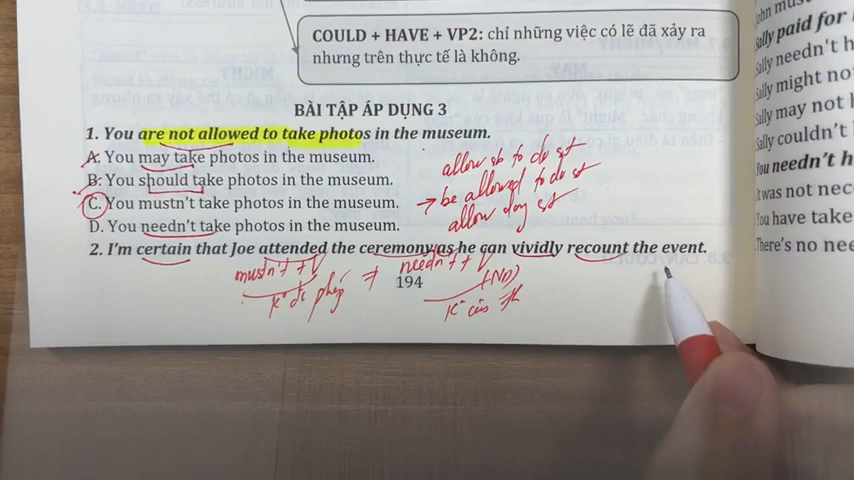 COULD + HAVE + VP2: chỉ những việc có lẽ đã xảy ra
nhưng trên thực tế là không.
BÀI TẬP ÁP DỤNG 3
1. You are not allowed to take photos in the museum.
A. You may take photos in the museum.
B. You should take photos in the museum.
C. You mustn't take photos in the museum.
D. You needn't take photos in the museum.
allow sb to do st
→ be allowed to do st
allow doing st
2. I'm certain that Joe attended the ceremony as he can vividly recount the event.
mustn't + V ≠ needn't + V
194
John must
Sally paid for
Sally needn't h
Sally might no
Sally may not
Sally couldn't
You needn't h
It was not nec
You have take
There's no nee